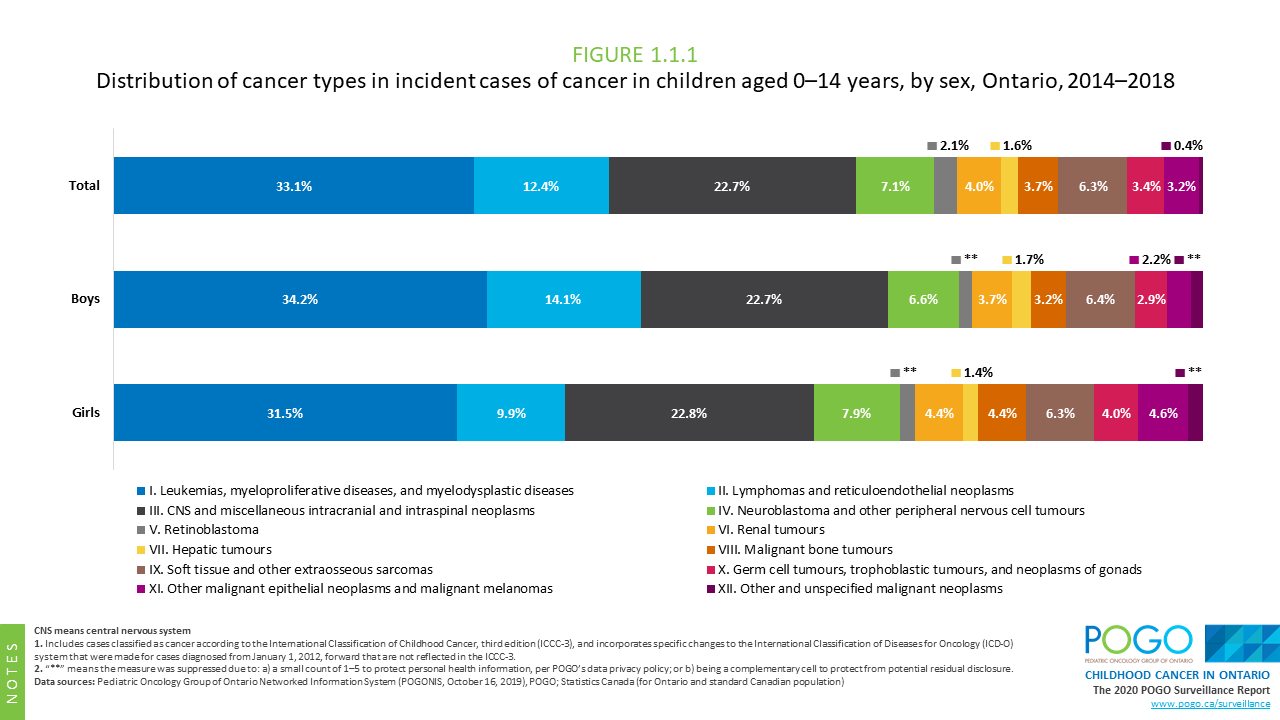 FIGURE 1.1.1
Distribution of cancer types in incident cases of cancer in children aged 0–14 years, by sex, Ontario, 2014–2018
2.1% 1.6% 0.4%
Total 33.1% 12.4% 22.7% 7.1% 4.0% 3.7% 6.3% 3.4% 3.2%
** 1.7% 2.2% **
Boys 34.2% 14.1% 22.7% 6.6% 3.7% 3.2% 6.4% 2.9%
** 1.4% **
Girls 31.5% 9.9% 22.8% 7.9% 4.4% 4.4% 6.3% 4.0% 4.6%
I. Leukemias, myeloproliferative diseases, and myelodysplastic diseases
II. Lymphomas and reticuloendothelial neoplasms
III. CNS and miscellaneous intracranial and intraspinal neoplasms
IV. Neuroblastoma and other peripheral nervous cell tumours
V. Retinoblastoma
VI. Renal tumours
VII. Hepatic tumours
VIII. Malignant bone tumours
IX. Soft tissue and other extraosseous sarcomas
X. Germ cell tumours, trophoblastic tumours, and neoplasms of gonads
XI. Other malignant epithelial neoplasms and malignant melanomas
XII. Other and unspecified malignant neoplasms
NOTES
CNS means central nervous system
1. Includes cases classified as cancer according to the International Classification of Childhood Cancer, third edition (ICCC-3), and incorporates specific changes to the International Classification of Diseases for Oncology (ICD-O)
system that were made for cases diagnosed from January 1, 2012, forward that are not reflected in the ICCC-3.
2. "**" means the measure was suppressed due to: a) a small count of 1–5 to protect personal health information, per POGO's data privacy policy; or b) being a complementary cell to protect from potential residual disclosure.
Data sources: Pediatric Oncology Group of Ontario Networked Information System (POGONIS, October 16, 2019), POGO; Statistics Canada (for Ontario and standard Canadian population)
POGO
PEDIATRIC ONCOLOGY GROUP OF ONTARIO
CHILDHOOD CANCER IN ONTARIO
The 2020 POGO Surveillance Report
www.pogo.ca/surveillance